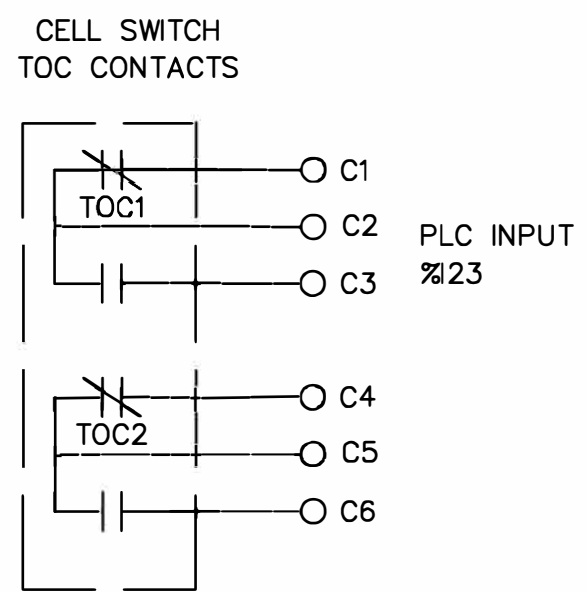 CELL SWITCH
TOC CONTACTS
TOC1
C1
C2
C3
PLC INPUT
%I23
TOC2
C4
C5
C6